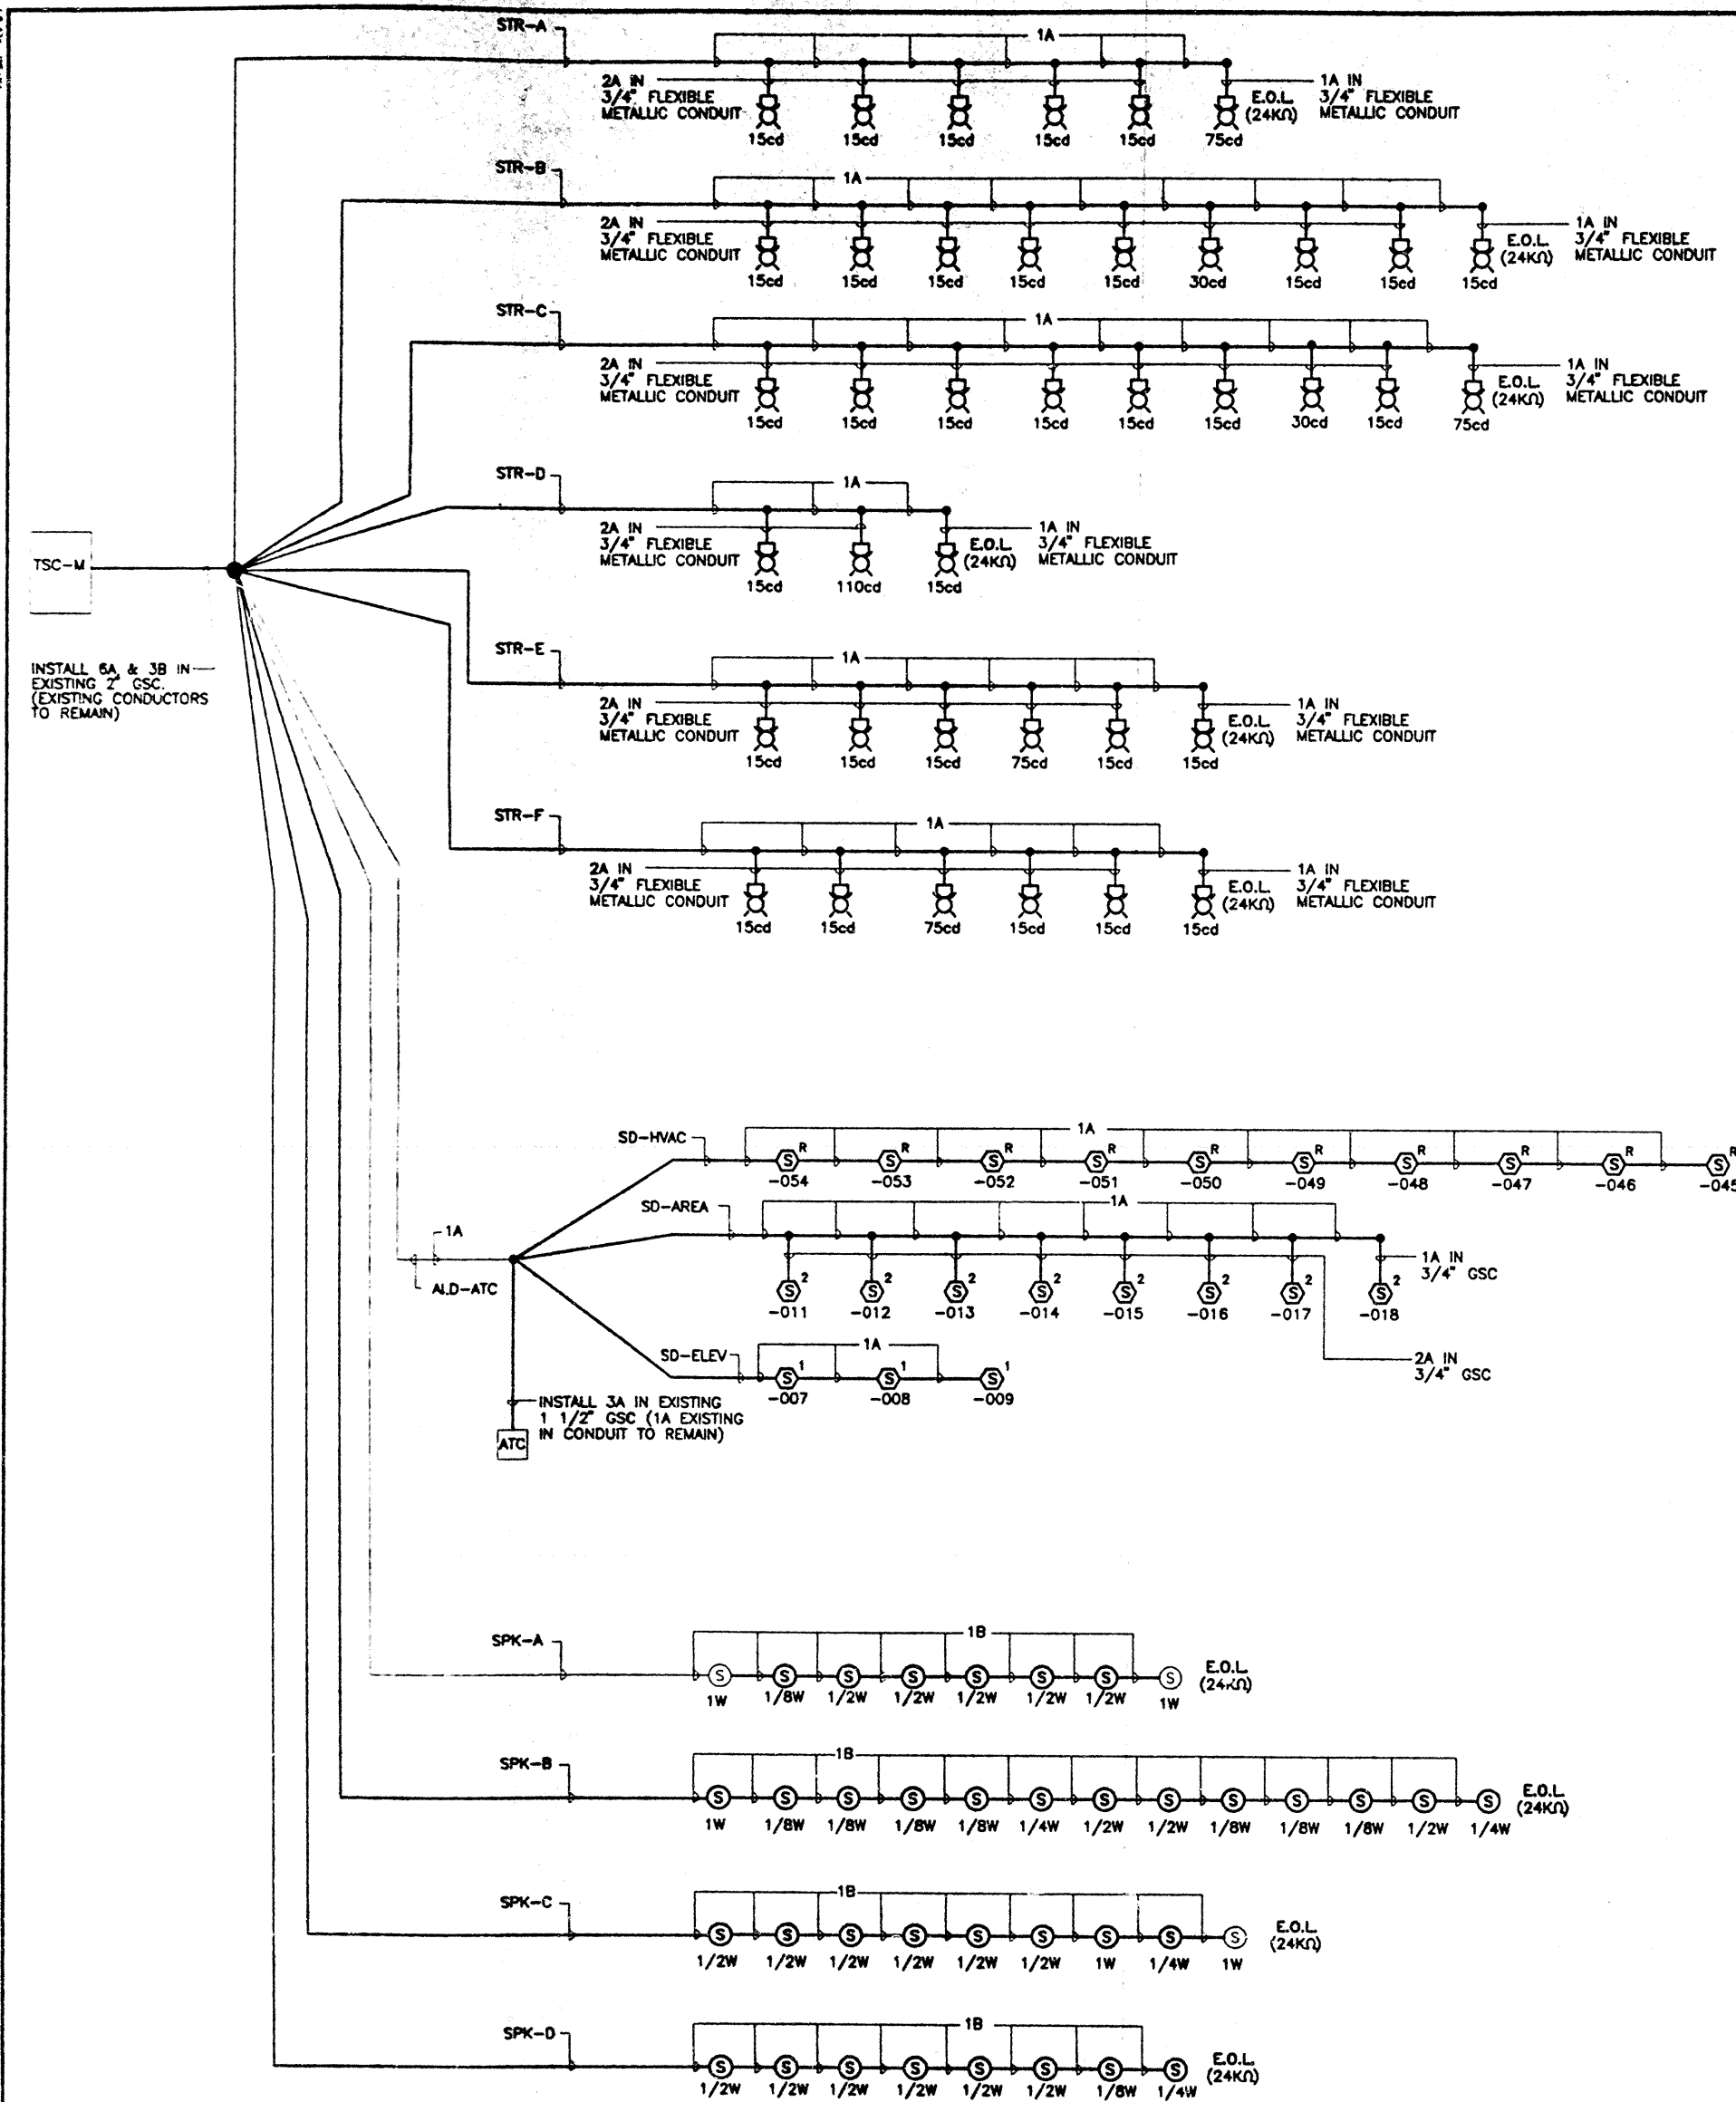 STR-A
1A
2A IN
3/4" FLEXIBLE
METALLIC CONDUIT
15cd 15cd 15cd 15cd 15cd 75cd
E.O.L.
(24KΩ)
1A IN
3/4" FLEXIBLE
METALLIC CONDUIT
STR-B
1A
2A IN
3/4" FLEXIBLE
METALLIC CONDUIT
15cd 15cd 15cd 15cd 15cd 30cd 15cd 15cd 15cd
E.O.L.
(24KΩ)
1A IN
3/4" FLEXIBLE
METALLIC CONDUIT
STR-C
1A
2A IN
3/4" FLEXIBLE
METALLIC CONDUIT
15cd 15cd 15cd 15cd 15cd 15cd 30cd 15cd 75cd
E.O.L.
(24KΩ)
1A IN
3/4" FLEXIBLE
METALLIC CONDUIT
STR-D
1A
2A IN
3/4" FLEXIBLE
METALLIC CONDUIT
15cd 110cd 15cd
E.O.L.
(24KΩ)
1A IN
3/4" FLEXIBLE
METALLIC CONDUIT
TSC-M
INSTALL 6A & 3B IN
EXISTING 2" GSC.
(EXISTING CONDUCTORS
TO REMAIN)
STR-E
1A
2A IN
3/4" FLEXIBLE
METALLIC CONDUIT
15cd 15cd 15cd 75cd 15cd 15cd
E.O.L.
(24KΩ)
1A IN
3/4" FLEXIBLE
METALLIC CONDUIT
STR-F
1A
2A IN
3/4" FLEXIBLE
METALLIC CONDUIT
15cd 15cd 75cd 15cd 15cd 15cd
E.O.L.
(24KΩ)
1A IN
3/4" FLEXIBLE
METALLIC CONDUIT
SD-HVAC
1A
S R S R S R S R S R S R S R S R S R S R
-054 -053 -052 -051 -050 -049 -048 -047 -046 -045
SD-AREA
1A
1A IN
3/4" GSC
S 2 S 2 S 2 S 2 S 2 S 2 S 2 S 2
-011 -012 -013 -014 -015 -016 -017 -018
2A IN
3/4" GSC
1A
ALD-ATC
SD-ELEV
1A
S 1 S 1 S 1
-007 -008 -009
INSTALL 3A IN EXISTING
1 1/2" GSC (1A EXISTING
IN CONDUIT TO REMAIN)
ATC
SPK-A
1B
S S S S S S S S
1W 1/8W 1/2W 1/2W 1/2W 1/2W 1/2W 1W
E.O.L.
(24KΩ)
SPK-B
1B
S S S S S S S S S S S S S
1W 1/8W 1/8W 1/8W 1/8W 1/4W 1/2W 1/2W 1/8W 1/8W 1/8W 1/2W 1/4W
E.O.L.
(24KΩ)
SPK-C
1B
S S S S S S S S S
1/2W 1/2W 1/2W 1/2W 1/2W 1/2W 1W 1/4W 1W
E.O.L.
(24KΩ)
SPK-D
1B
S S S S S S S S
1/2W 1/2W 1/2W 1/2W 1/2W 1/2W 1/8W 1/4W
E.O.L.
(24KΩ)